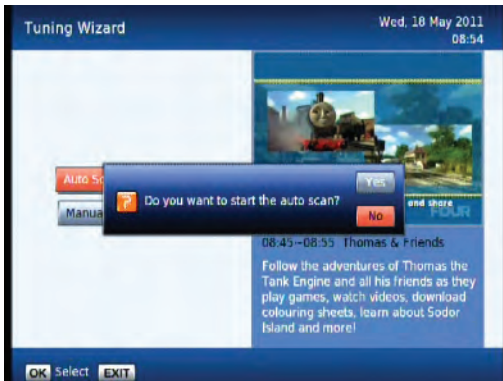 Tuning Wizard
Wed, 18 May 2011
08:54
Auto Sc
Manua
Do you want to start the auto scan?
Yes
No
and share
FOUR
08:45--08:55 Thomas & Friends
Follow the adventures of Thomas the
Tank Engine and all his friends as they
play games, watch videos, download
colouring sheets, learn about Sodor
Island and more!
OK Select EXIT